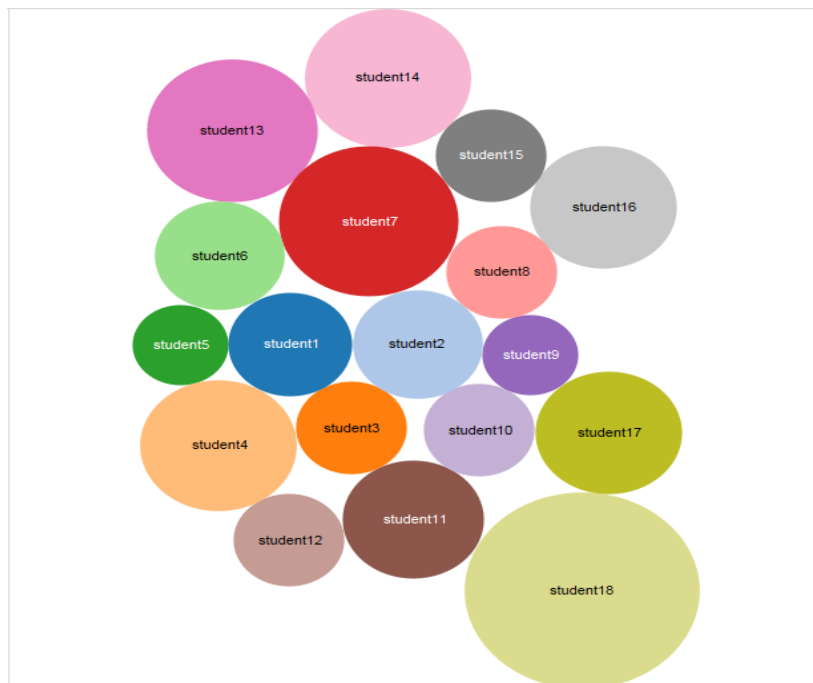 student14
student13
student15
student16
student7
student6
student8
student5
student1
student2
student9
student3
student10
student17
student4
student11
student12
student18